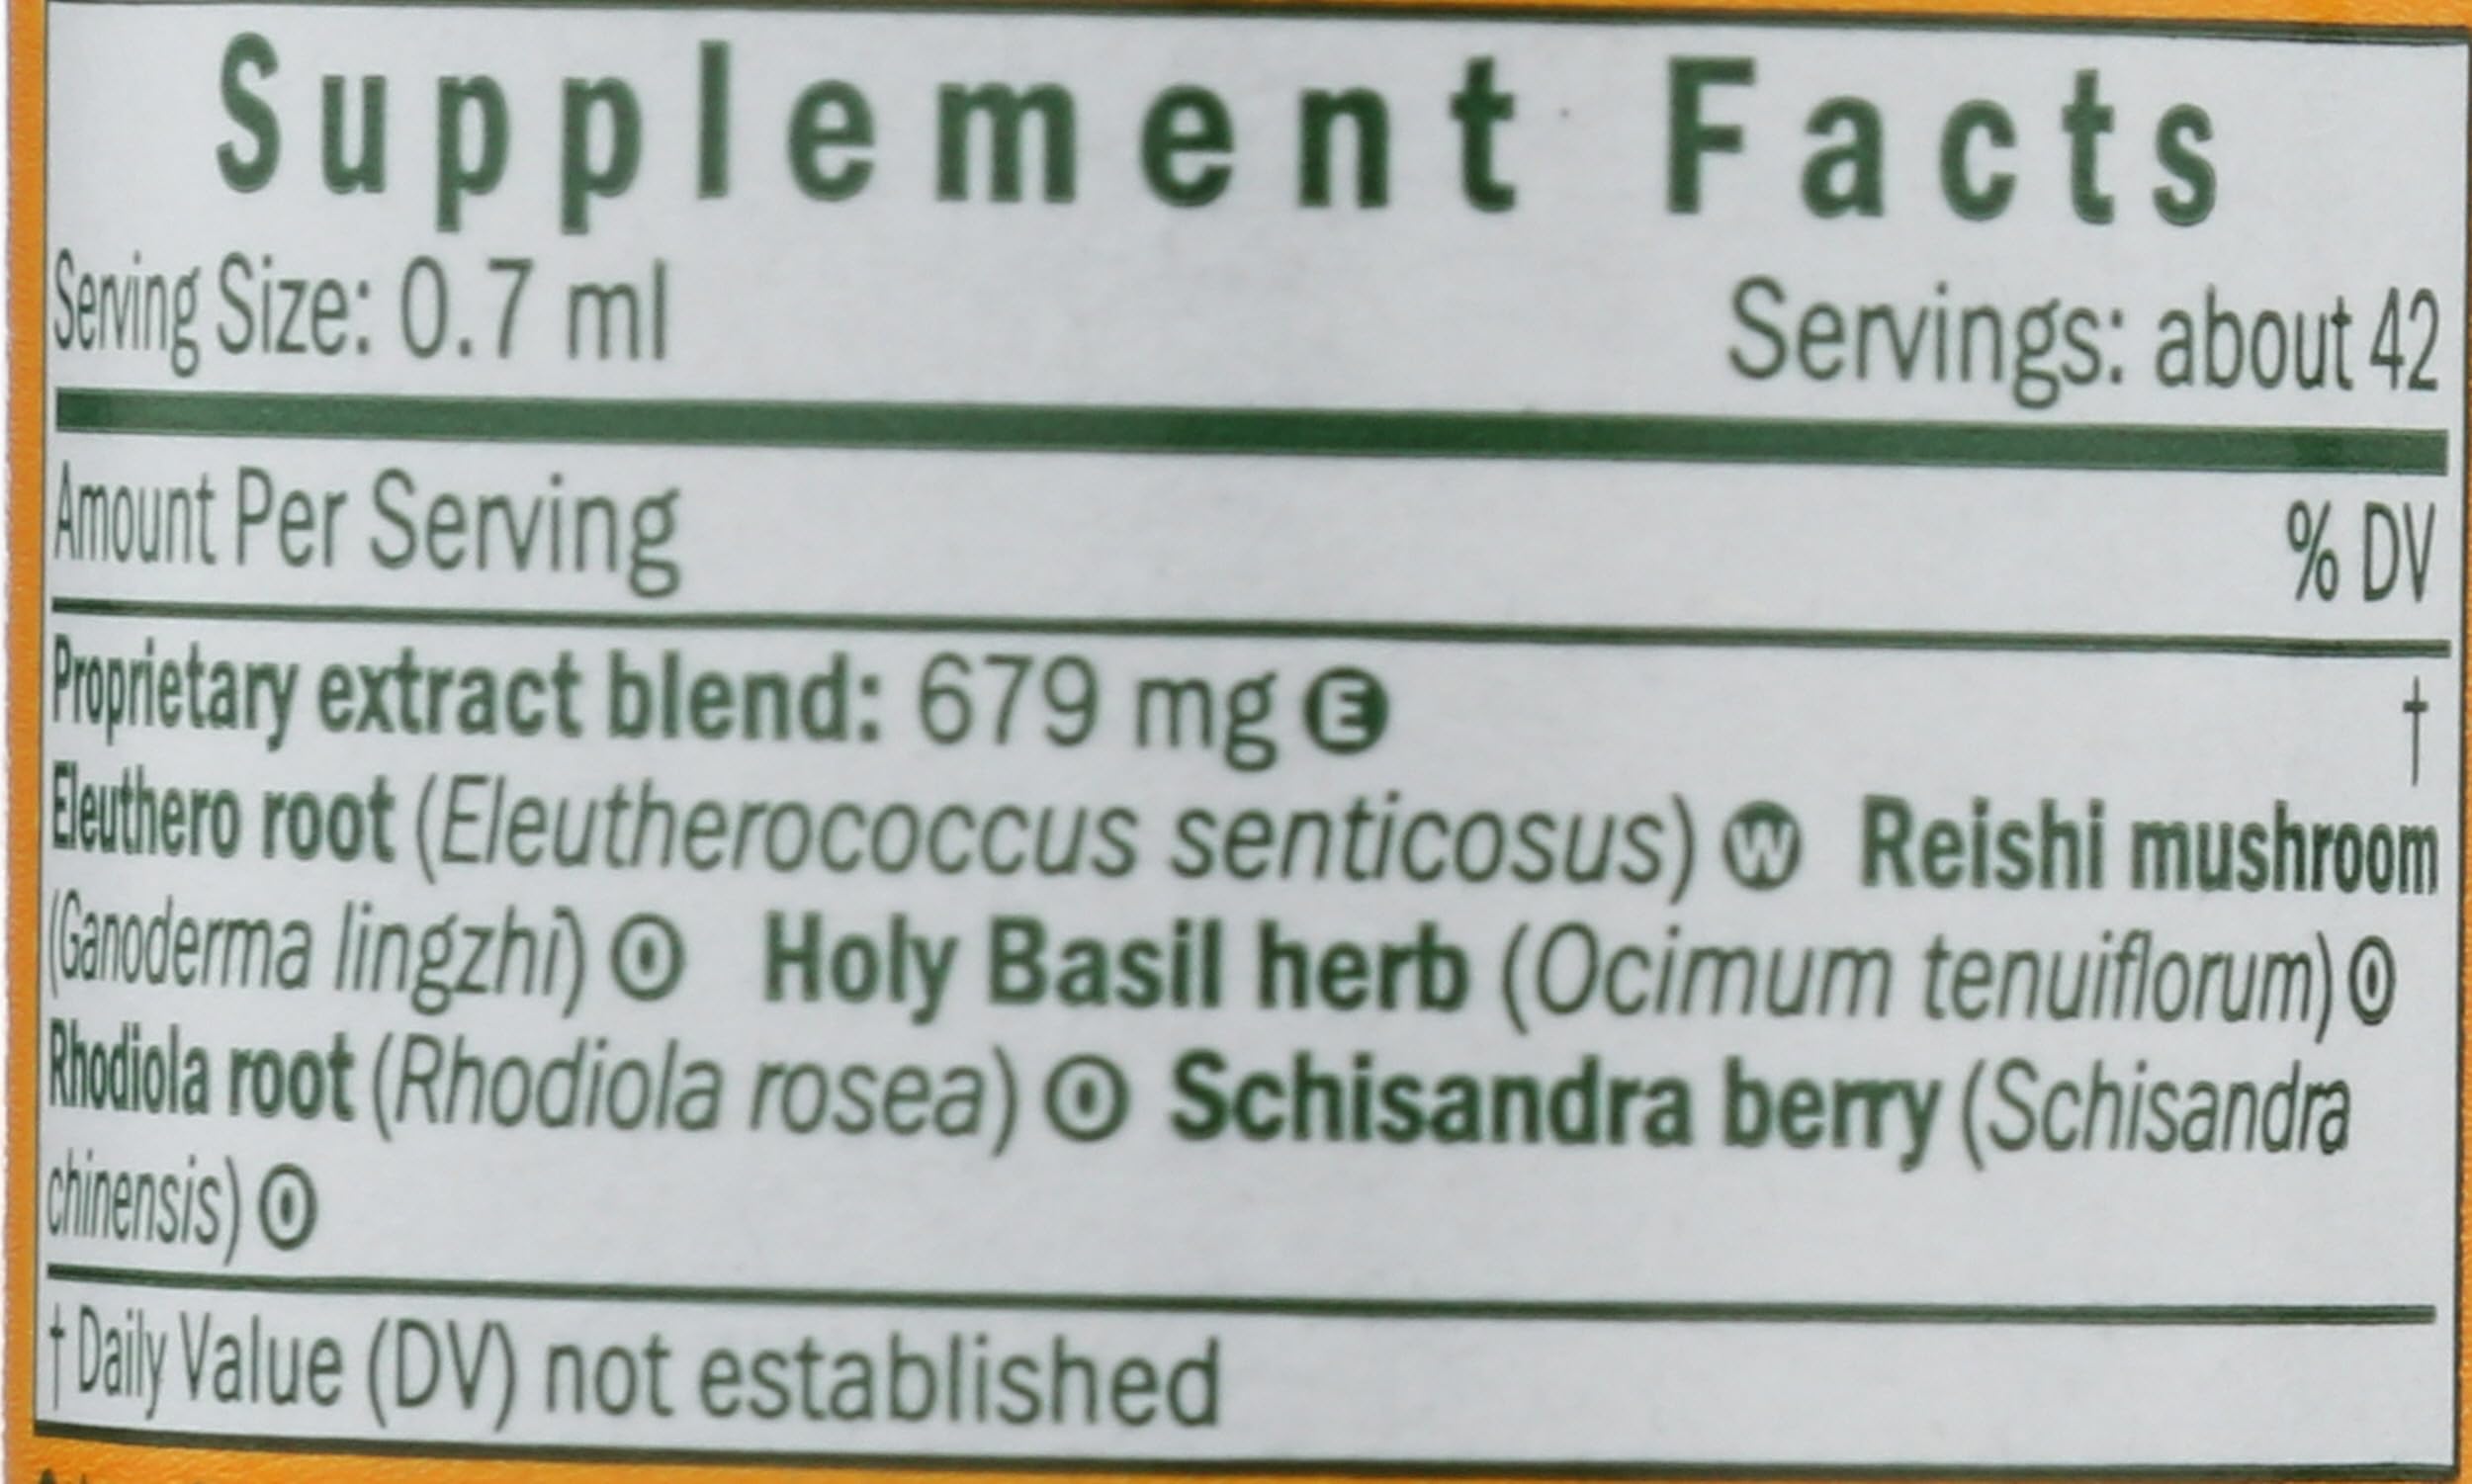 Supplement Facts
Serving Size: 0.7 ml Servings: about 42
Amount Per Serving % DV
Proprietary extract blend: 679 mg Ⓔ †
Eleuthero root (Eleutherococcus senticosus) Ⓦ Reishi mushroom
(Ganoderma lingzhi) Ⓞ Holy Basil herb (Ocimum tenuiflorum) Ⓞ
Rhodiola root (Rhodiola rosea) Ⓞ Schisandra berry (Schisandra
chinensis) Ⓞ
† Daily Value (DV) not established